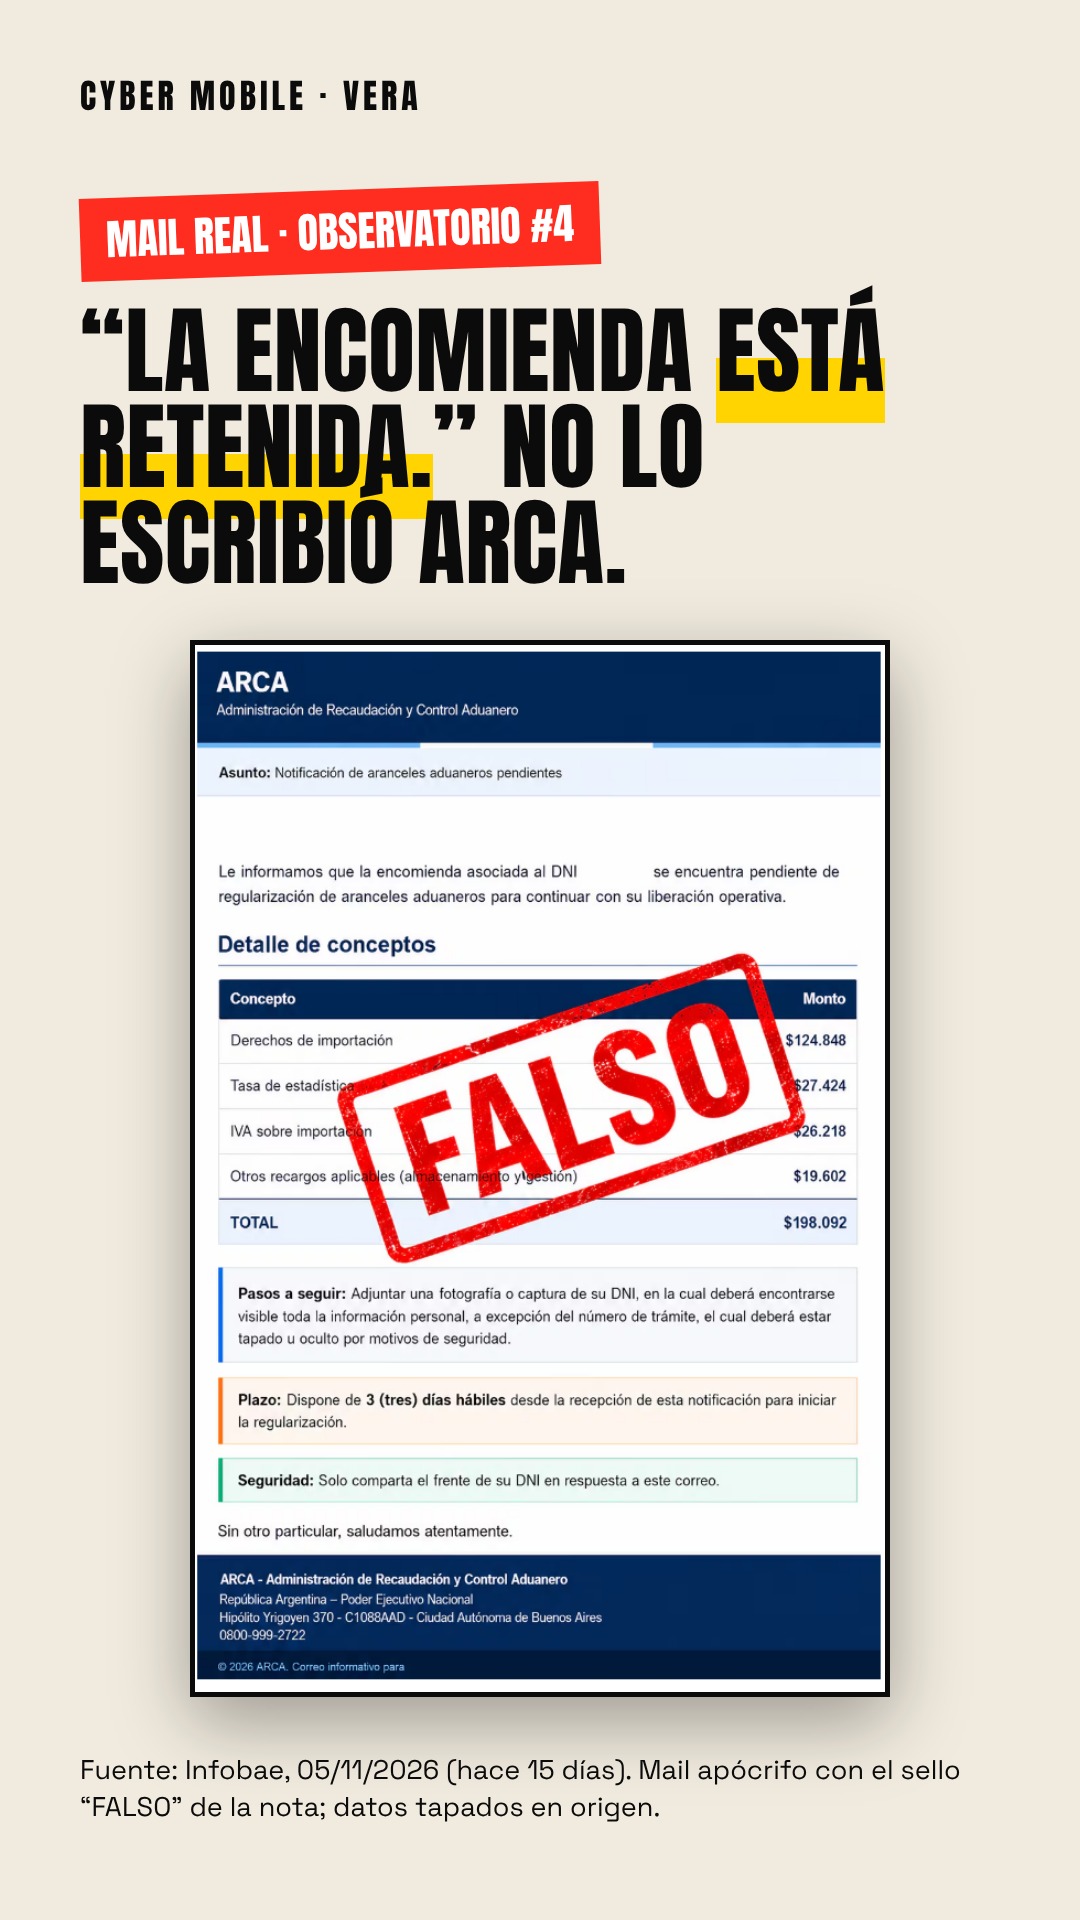 CYBER MOBILE · VERA
MAIL REAL · OBSERVATORIO #4
“LA ENCOMIENDA ESTÁ
RETENIDA.” NO LO
ESCRIBIÓ ARCA.
ARCA
Administración de Recaudación y Control Aduanero
Asunto: Notificación de aranceles aduaneros pendientes
Le informamos que la encomienda asociada al DNI se encuentra pendiente de
regularización de aranceles aduaneros para continuar con su liberación operativa.
Detalle de conceptos
Concepto Monto
Derechos de importación $124.848
Tasa de estadística $27.424
IVA sobre importación $26.218
Otros recargos aplicables (almacenamiento y gestión) $19.602
TOTAL $198.092
FALSO
Pasos a seguir: Adjuntar una fotografía o captura de su DNI, en la cual deberá encontrarse
visible toda la información personal, a excepción del número de trámite, el cual deberá estar
tapado u oculto por motivos de seguridad.
Plazo: Dispone de 3 (tres) días hábiles desde la recepción de esta notificación para iniciar
la regularización.
Seguridad: Solo comparta el frente de su DNI en respuesta a este correo.
Sin otro particular, saludamos atentamente.
ARCA - Administración de Recaudación y Control Aduanero
República Argentina – Poder Ejecutivo Nacional
Hipólito Yrigoyen 370 - C1088AAD - Ciudad Autónoma de Buenos Aires
0800-999-2722
© 2026 ARCA. Correo informativo para
Fuente: Infobae, 05/11/2026 (hace 15 días). Mail apócrifo con el sello
“FALSO” de la nota; datos tapados en origen.